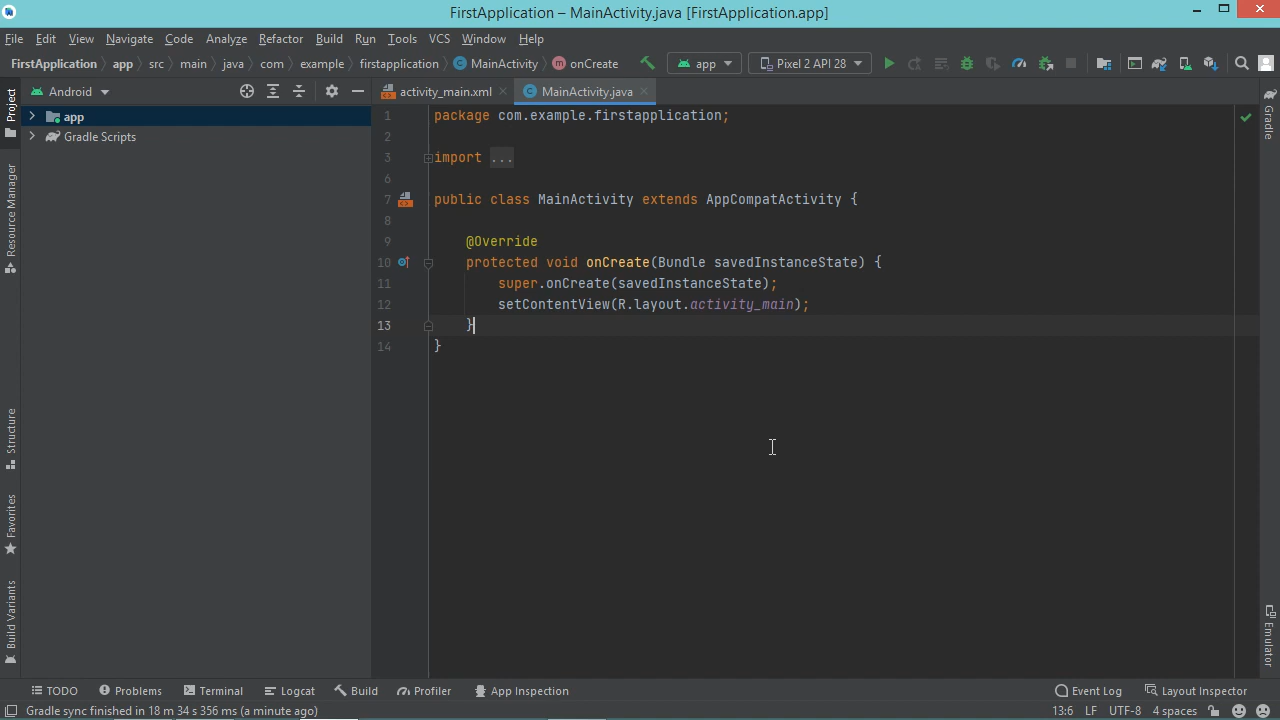 FirstApplication – MainActivity.java [FirstApplication.app]
File Edit View Navigate Code Analyze Refactor Build Run Tools VCS Window Help
FirstApplication app src main java com example firstapplication MainActivity onCreate app Pixel 2 API 28
Android
activity_main.xml MainActivity.java
app
Gradle Scripts
Project
Resource Manager
Structure
Favorites
Build Variants
1 package com.example.firstapplication;
2
3 import ...
6
7 public class MainActivity extends AppCompatActivity {
8
9 @Override
10 protected void onCreate(Bundle savedInstanceState) {
11 super.onCreate(savedInstanceState);
12 setContentView(R.layout.activity_main);
13 }
14 }
Gradle
Emulator
TODO Problems Terminal Logcat Build Profiler App Inspection Event Log Layout Inspector
Gradle sync finished in 18 m 34 s 356 ms (a minute ago) 13:6 LF UTF-8 4 spaces